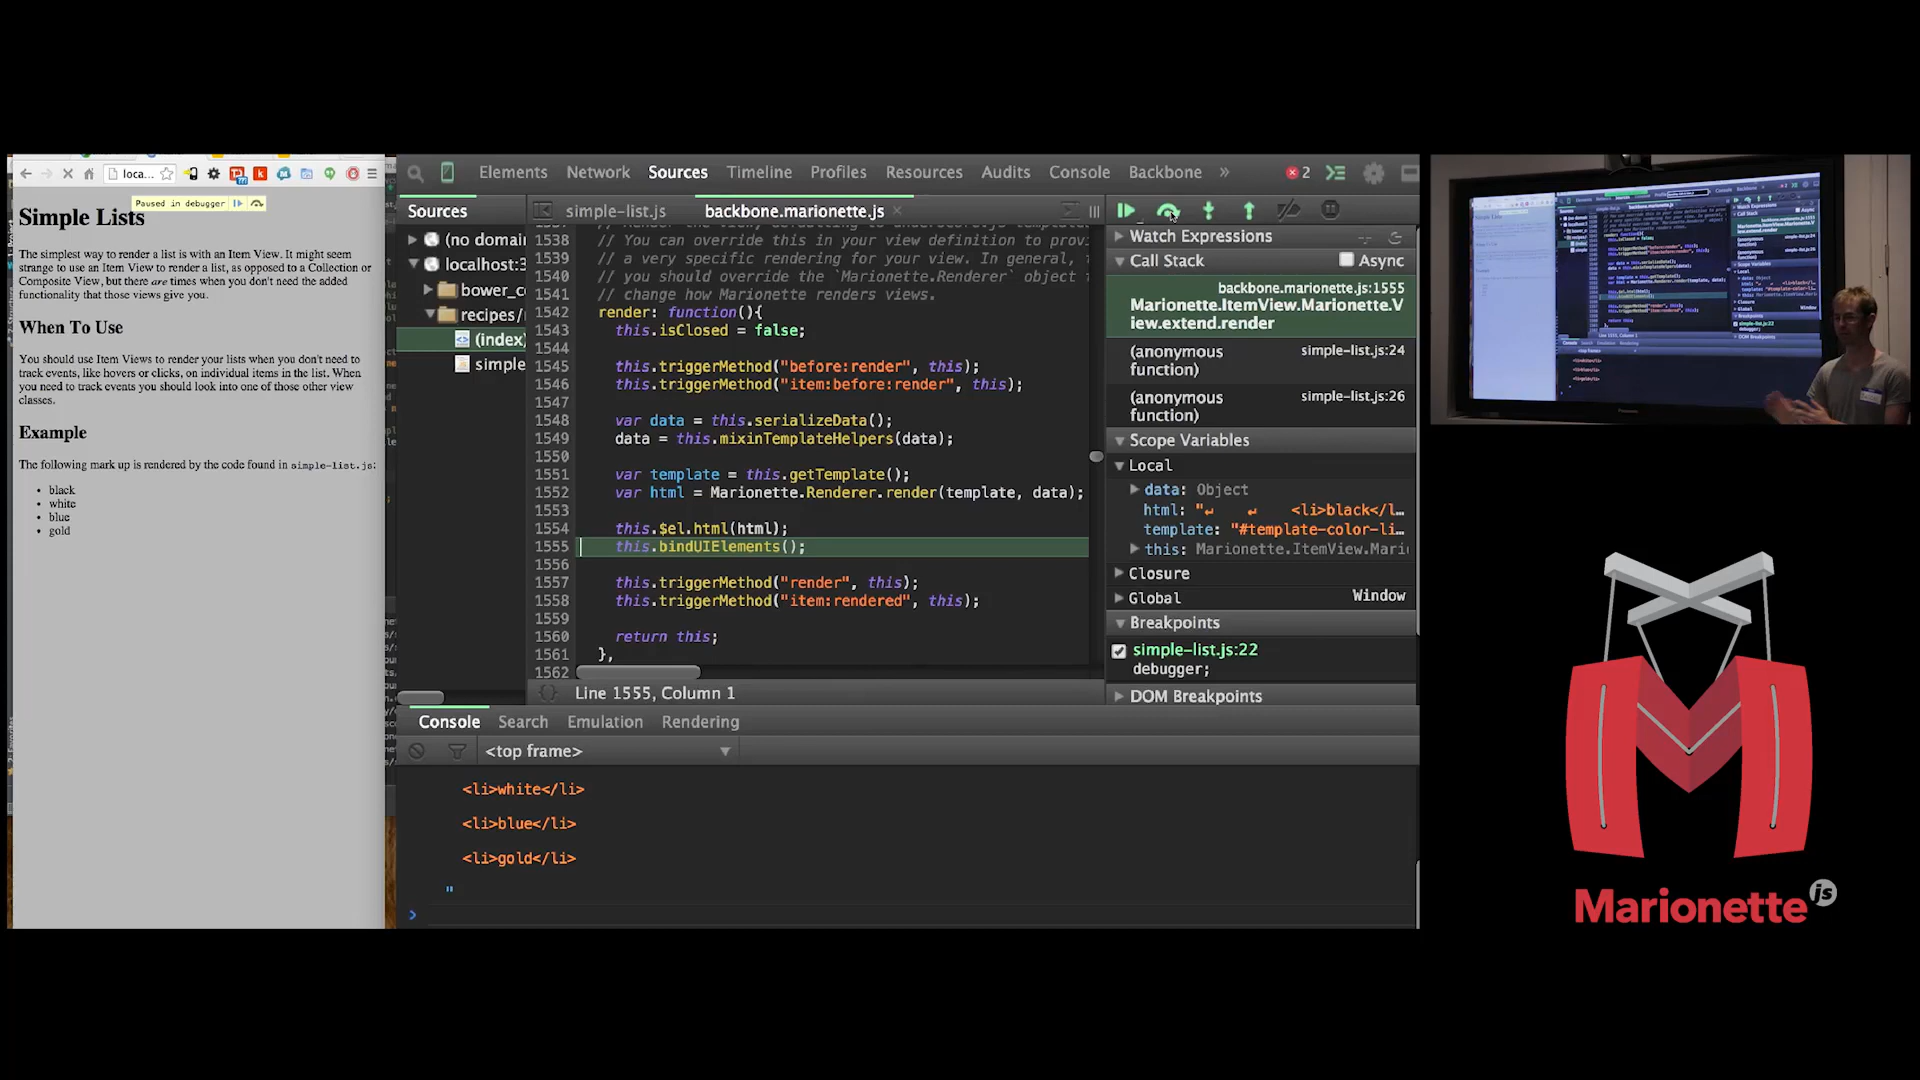 loca...
Paused in debugger
Simple Lists
The simplest way to render a list is with an Item View. It might seem
strange to use an Item View to render a list, as opposed to a Collection or
Composite View, but there are times when you don't need the added
functionality that those views give you.
When To Use
You should use Item Views to render your lists when you don't need to
track events, like hovers or clicks, on individual items in the list. When
you need to track events you should look into one of those other view
classes.
Example
The following mark up is rendered by the code found in simple-list.js:
• black
• white
• blue
• gold
Elements Network Sources Timeline Profiles Resources Audits Console Backbone » 2
Sources
(no domain
localhost:3
bower_c
recipes/
(index)
simple
simple-list.js backbone.marionette.js ×
1538 // You can override this in your view definition to provi
1539 // a very specific rendering for your view. In general,
1540 // you should override the `Marionette.Renderer` object
1541 // change how Marionette renders views.
1542 render: function(){
1543 this.isClosed = false;
1544
1545 this.triggerMethod("before:render", this);
1546 this.triggerMethod("item:before:render", this);
1547
1548 var data = this.serializeData();
1549 data = this.mixinTemplateHelpers(data);
1550
1551 var template = this.getTemplate();
1552 var html = Marionette.Renderer.render(template, data);
1553
1554 this.$el.html(html);
1555 this.bindUIElements();
1556
1557 this.triggerMethod("render", this);
1558 this.triggerMethod("item:rendered", this);
1559
1560 return this;
1561 },
1562
{} Line 1555, Column 1
Watch Expressions
Call Stack Async
backbone.marionette.js:1555
Marionette.ItemView.Marionette.V
iew.extend.render
(anonymous simple-list.js:24
function)
(anonymous simple-list.js:26
function)
Scope Variables
Local
data: Object
html: "↵ ↵ <li>black</l…
template: "#template-color-li…
this: Marionette.ItemView.Mari
Closure
Global Window
Breakpoints
simple-list.js:22
debugger;
DOM Breakpoints
Console Search Emulation Rendering
<top frame>
<li>white</li>
<li>blue</li>
<li>gold</li>
"
>
Marionette js